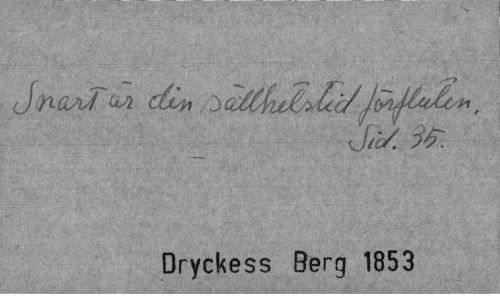 Snart är din sällhetstid förfluten.
Sid. 35.
Dryckess Berg 1853